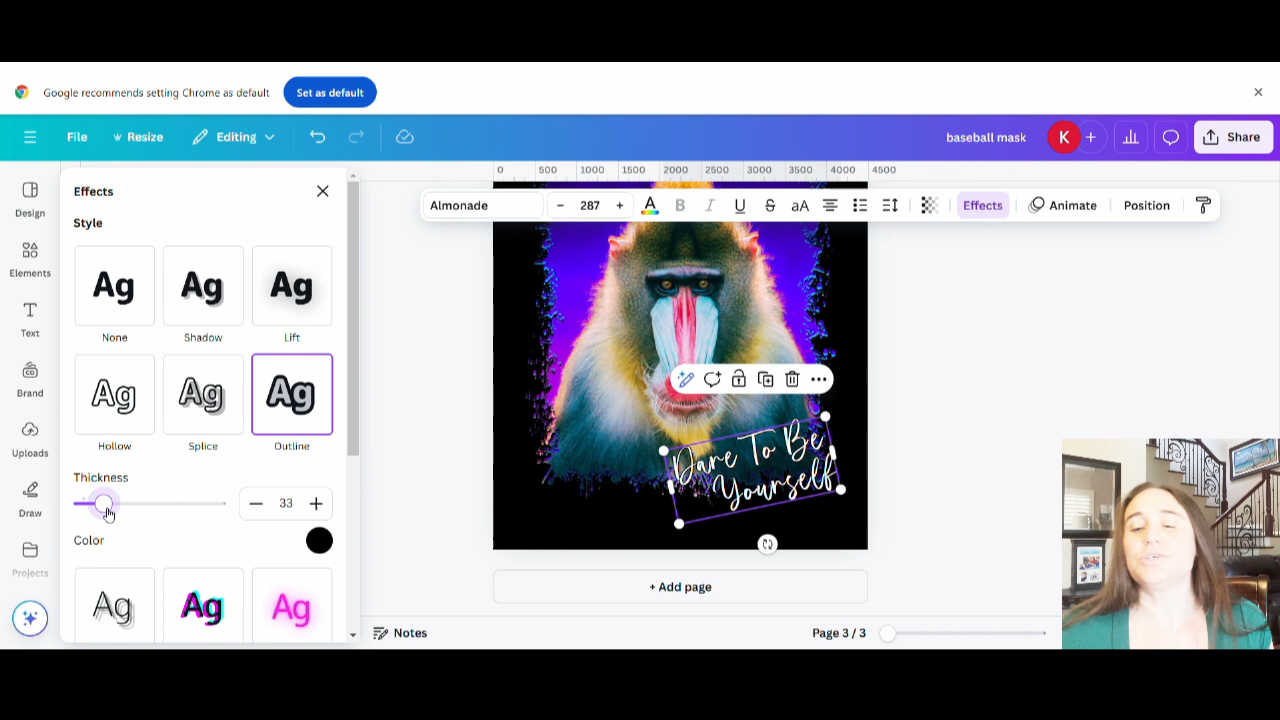 Google recommends setting Chrome as default
Set as default
File
Resize
Editing
baseball mask
K
Share
0 500 1000 1500 2000 2500 3000 3500 4000 4500
Design
Elements
Text
Brand
Uploads
Draw
Projects
Effects
Style
Ag
None
Ag
Shadow
Ag
Lift
Ag
Hollow
Ag
Splice
Ag
Outline
Thickness
33
Color
Ag
Ag
Ag
Almonade
287
A
B
I
U
S
aA
Effects
Animate
Position
Dare To Be
Yourself
+ Add page
Notes
Page 3 / 3